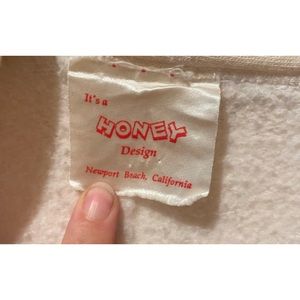 It's a
HONEY
Design
Newport Beach, California